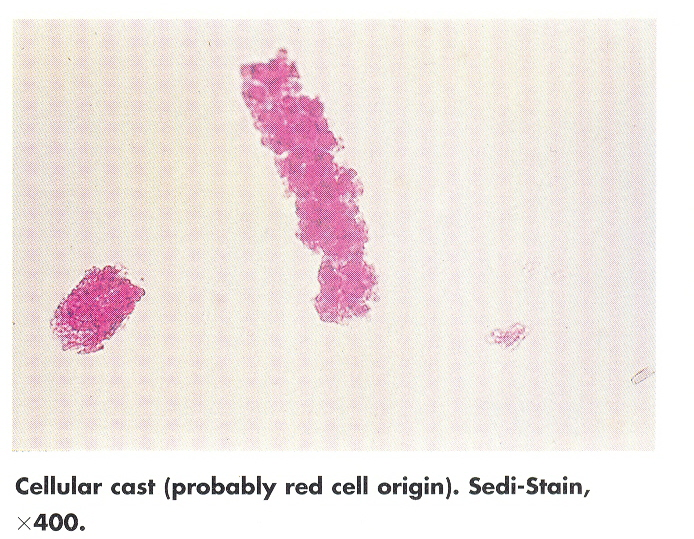 Cellular cast (probably red cell origin). Sedi-Stain,
×400.